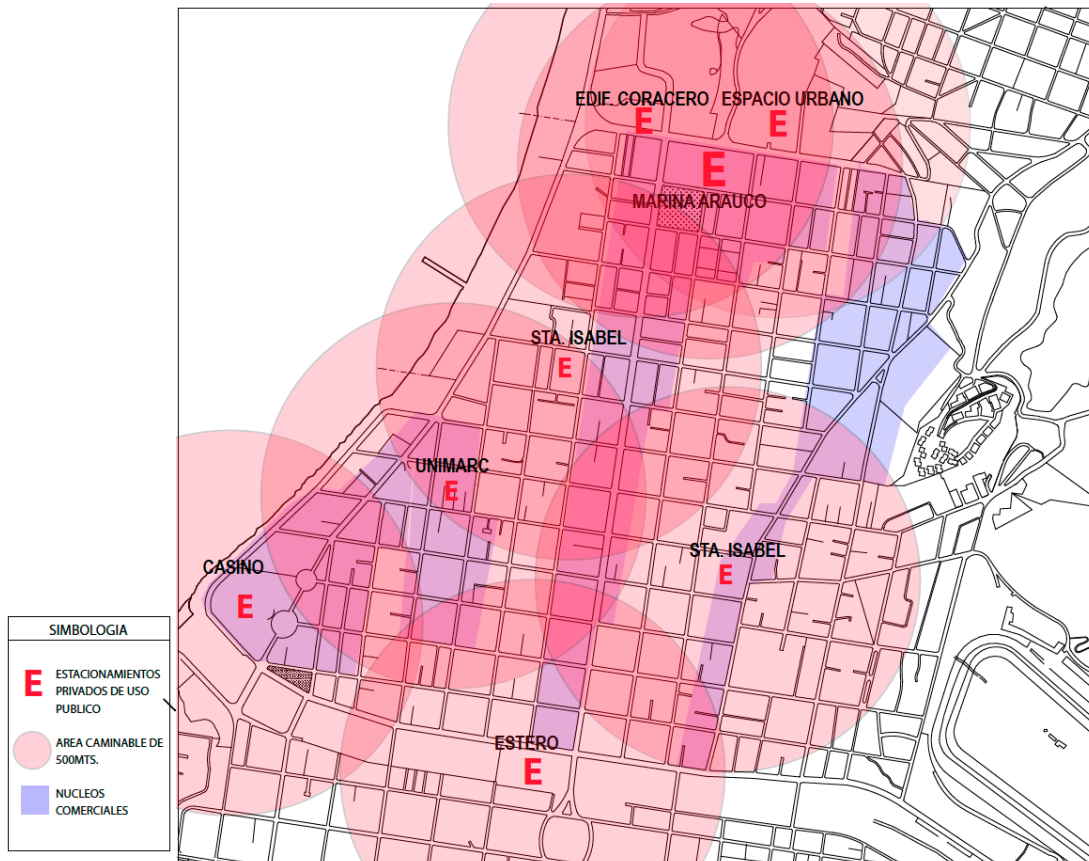 EDIF. CORACERO
ESPACIO URBANO
E
E
E
MARINA ARAUCO
STA. ISABEL
E
UNIMARC
E
STA. ISABEL
E
CASINO
E
ESTERO
E
SIMBOLOGIA
E
ESTACIONAMIENTOS
PRIVADOS DE USO
PUBLICO
AREA CAMINABLE DE
500MTS.
NUCLEOS
COMERCIALES